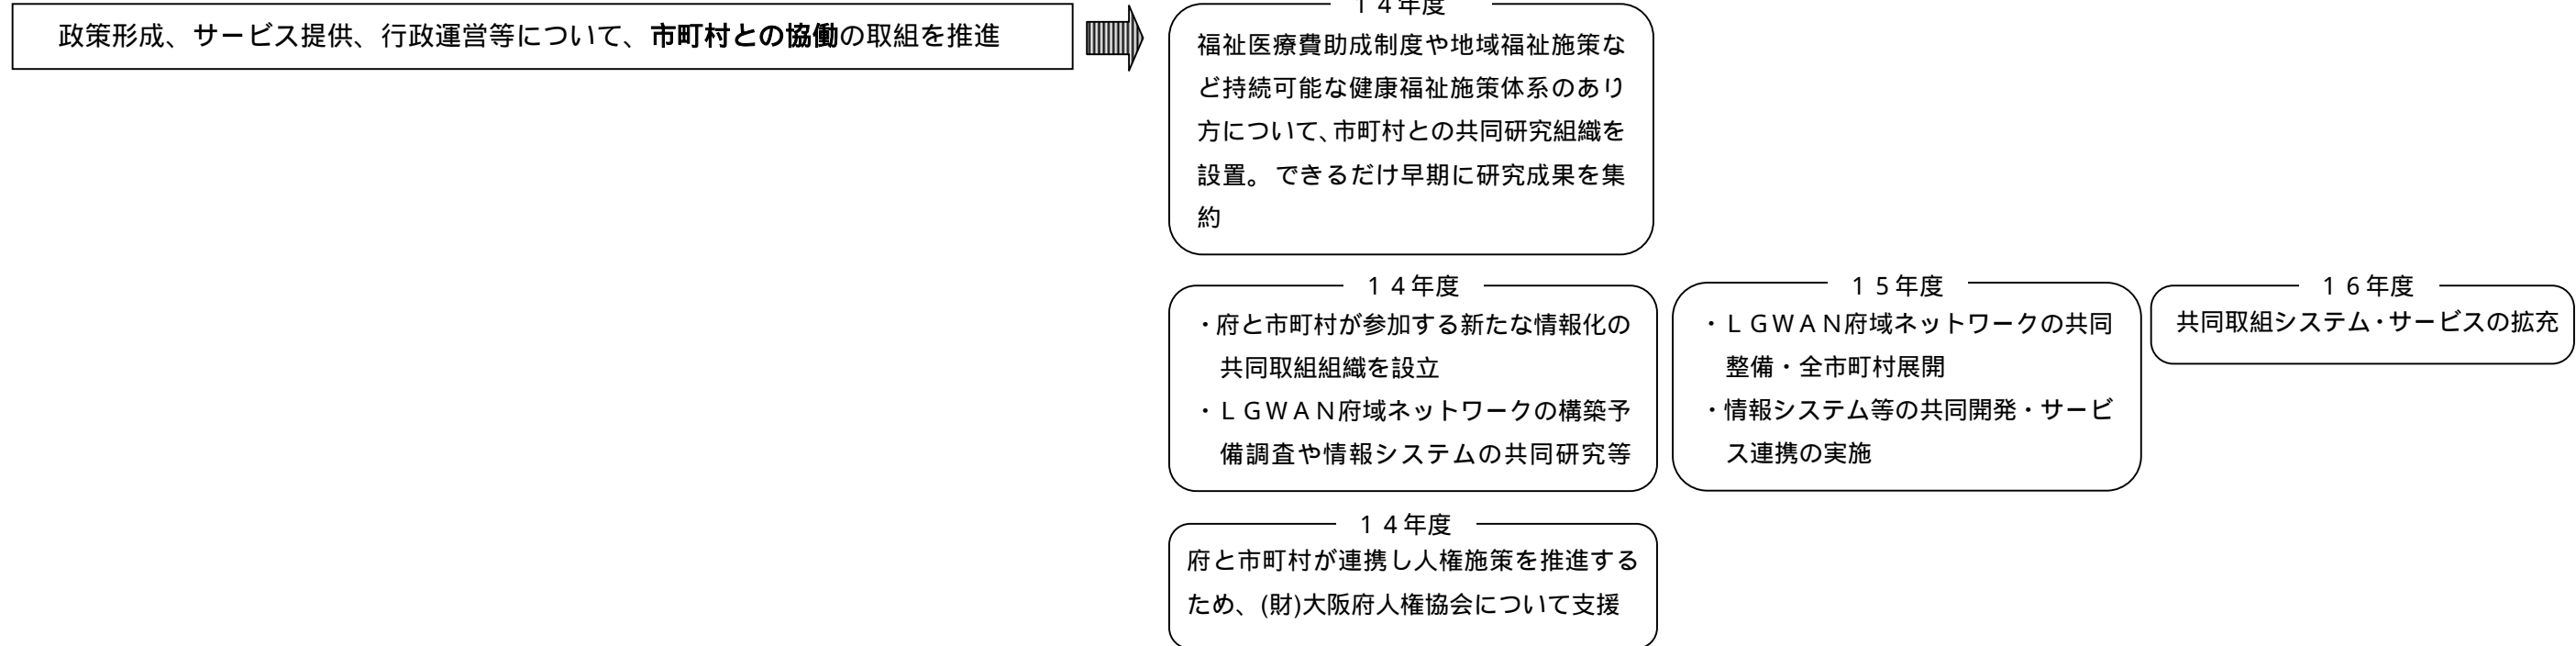 政策形成、サービス提供、行政運営等について、市町村との協働の取組を推進
１４年度
福祉医療費助成制度や地域福祉施策な
ど持続可能な健康福祉施策体系のあり
方について、市町村との共同研究組織を
設置。できるだけ早期に研究成果を集
約
１４年度
・府と市町村が参加する新たな情報化の
共同取組組織を設立
・ＬＧＷＡＮ府域ネットワークの構築予
備調査や情報システムの共同研究等
１５年度
・ＬＧＷＡＮ府域ネットワークの共同
整備・全市町村展開
・情報システム等の共同開発・サービ
ス連携の実施
１６年度
共同取組システム・サービスの拡充
１４年度
府と市町村が連携し人権施策を推進する
ため、(財)大阪府人権協会について支援